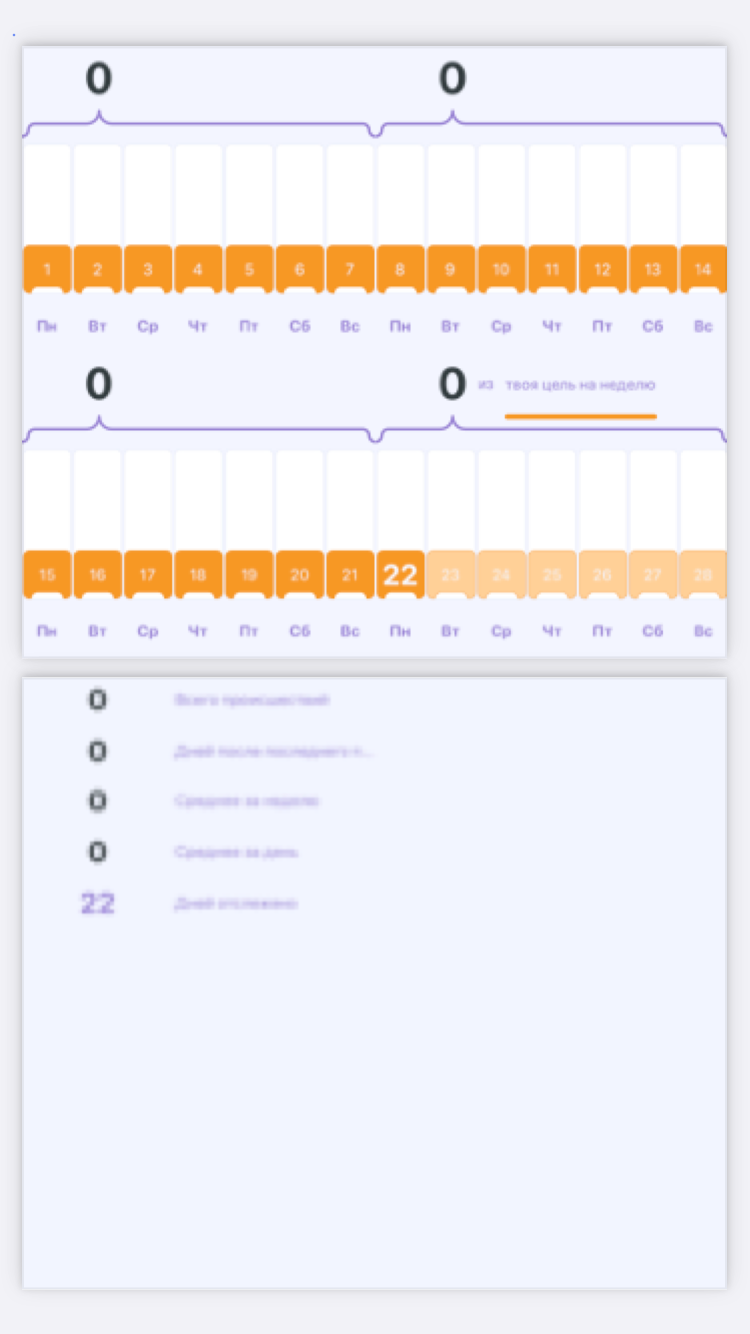 0 0
1 2 3 4 5 6 7 8 9 10 11 12 13 14
Пн Вт Ср Чт Пт Сб Вс Пн Вт Ср Чт Пт Сб Вс
0 0 из твоя цель на неделю
15 16 17 18 19 20 21 22 23 24 25 26 27 28
Пн Вт Ср Чт Пт Сб Вс Пн Вт Ср Чт Пт Сб Вс
0 Всего происшествий
0 Дней после последнего п...
0 Среднее за неделю
0 Среднее за день
22 Дней отслежено